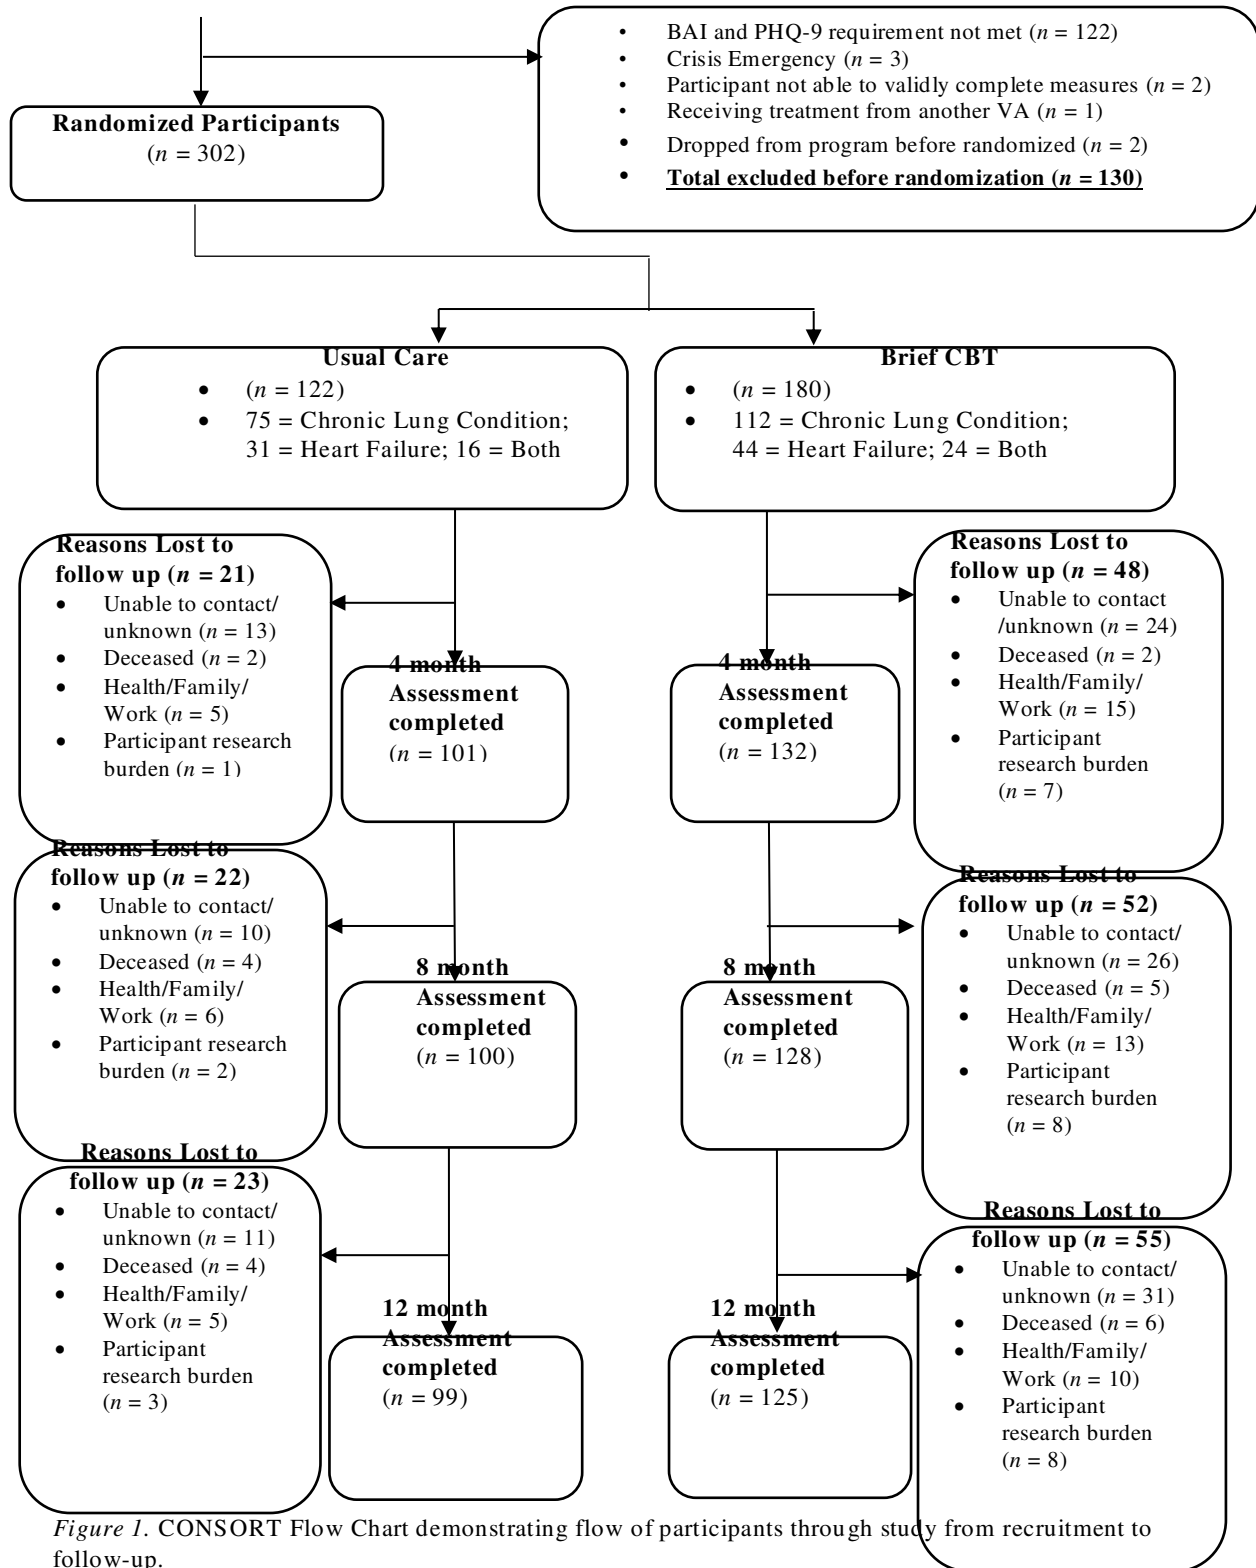 • BAI and PHQ-9 requirement not met (n = 122)
• Crisis Emergency (n = 3)
• Participant not able to validly complete measures (n = 2)
• Receiving treatment from another VA (n = 1)
• Dropped from program before randomized (n = 2)
• Total excluded before randomization (n = 130)
Randomized Participants
(n = 302)
Usual Care
• (n = 122)
• 75 = Chronic Lung Condition;
31 = Heart Failure; 16 = Both
Brief CBT
• (n = 180)
• 112 = Chronic Lung Condition;
44 = Heart Failure; 24 = Both
Reasons Lost to
follow up (n = 21)
• Unable to contact/
unknown (n = 13)
• Deceased (n = 2)
• Health/Family/
Work (n = 5)
• Participant research
burden (n = 1)
4 month
Assessment
completed
(n = 101)
4 month
Assessment
completed
(n = 132)
Reasons Lost to
follow up (n = 48)
• Unable to contact
/unknown (n = 24)
• Deceased (n = 2)
• Health/Family/
Work (n = 15)
• Participant
research burden
(n = 7)
Reasons Lost to
follow up (n = 22)
• Unable to contact/
unknown (n = 10)
• Deceased (n = 4)
• Health/Family/
Work (n = 6)
• Participant research
burden (n = 2)
8 month
Assessment
completed
(n = 100)
8 month
Assessment
completed
(n = 128)
Reasons Lost to
follow up (n = 52)
• Unable to contact/
unknown (n = 26)
• Deceased (n = 5)
• Health/Family/
Work (n = 13)
• Participant
research burden
(n = 8)
Reasons Lost to
follow up (n = 23)
• Unable to contact/
unknown (n = 11)
• Deceased (n = 4)
• Health/Family/
Work (n = 5)
• Participant
research burden
(n = 3)
12 month
Assessment
completed
(n = 99)
12 month
Assessment
completed
(n = 125)
Reasons Lost to
follow up (n = 55)
• Unable to contact/
unknown (n = 31)
• Deceased (n = 6)
• Health/Family/
Work (n = 10)
• Participant
research burden
(n = 8)
Figure 1. CONSORT Flow Chart demonstrating flow of participants through study from recruitment to
follow-up.